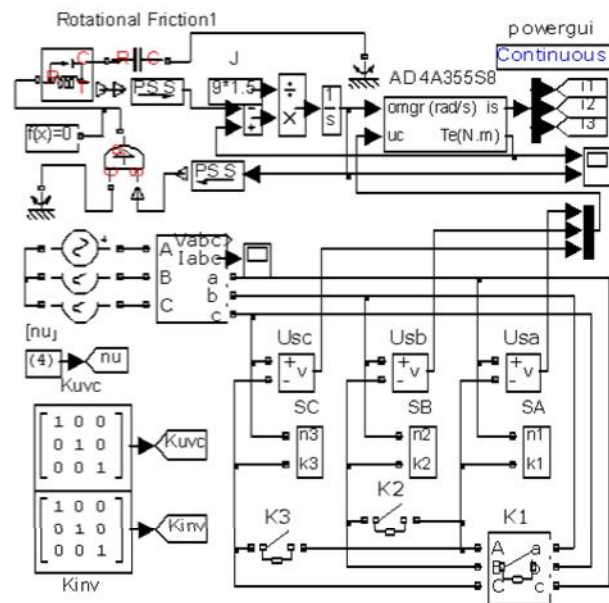 Rotational Friction1
powergui
Continuous
J
AD4A355S8
R C
C
R
T
PS S
9*1.5
÷
×
1
s
omgr (rad/s) is
uc Te(N.m)
I1
I2
I3
f(x)=0
PS S
Vabc
Iabc
A a
B b
C c
[nu]
(4)
nu
Kuvc
Usc
Usb
Usa
+
-
v
+
-
v
+
-
v
SC
SB
SA
n3
k3
n2
k2
n1
k1
1 0 0
0 1 0
0 0 1
Kuvc
1 0 0
0 1 0
0 0 1
Kinv
Kinv
K3
K2
K1
A a
B b
C c